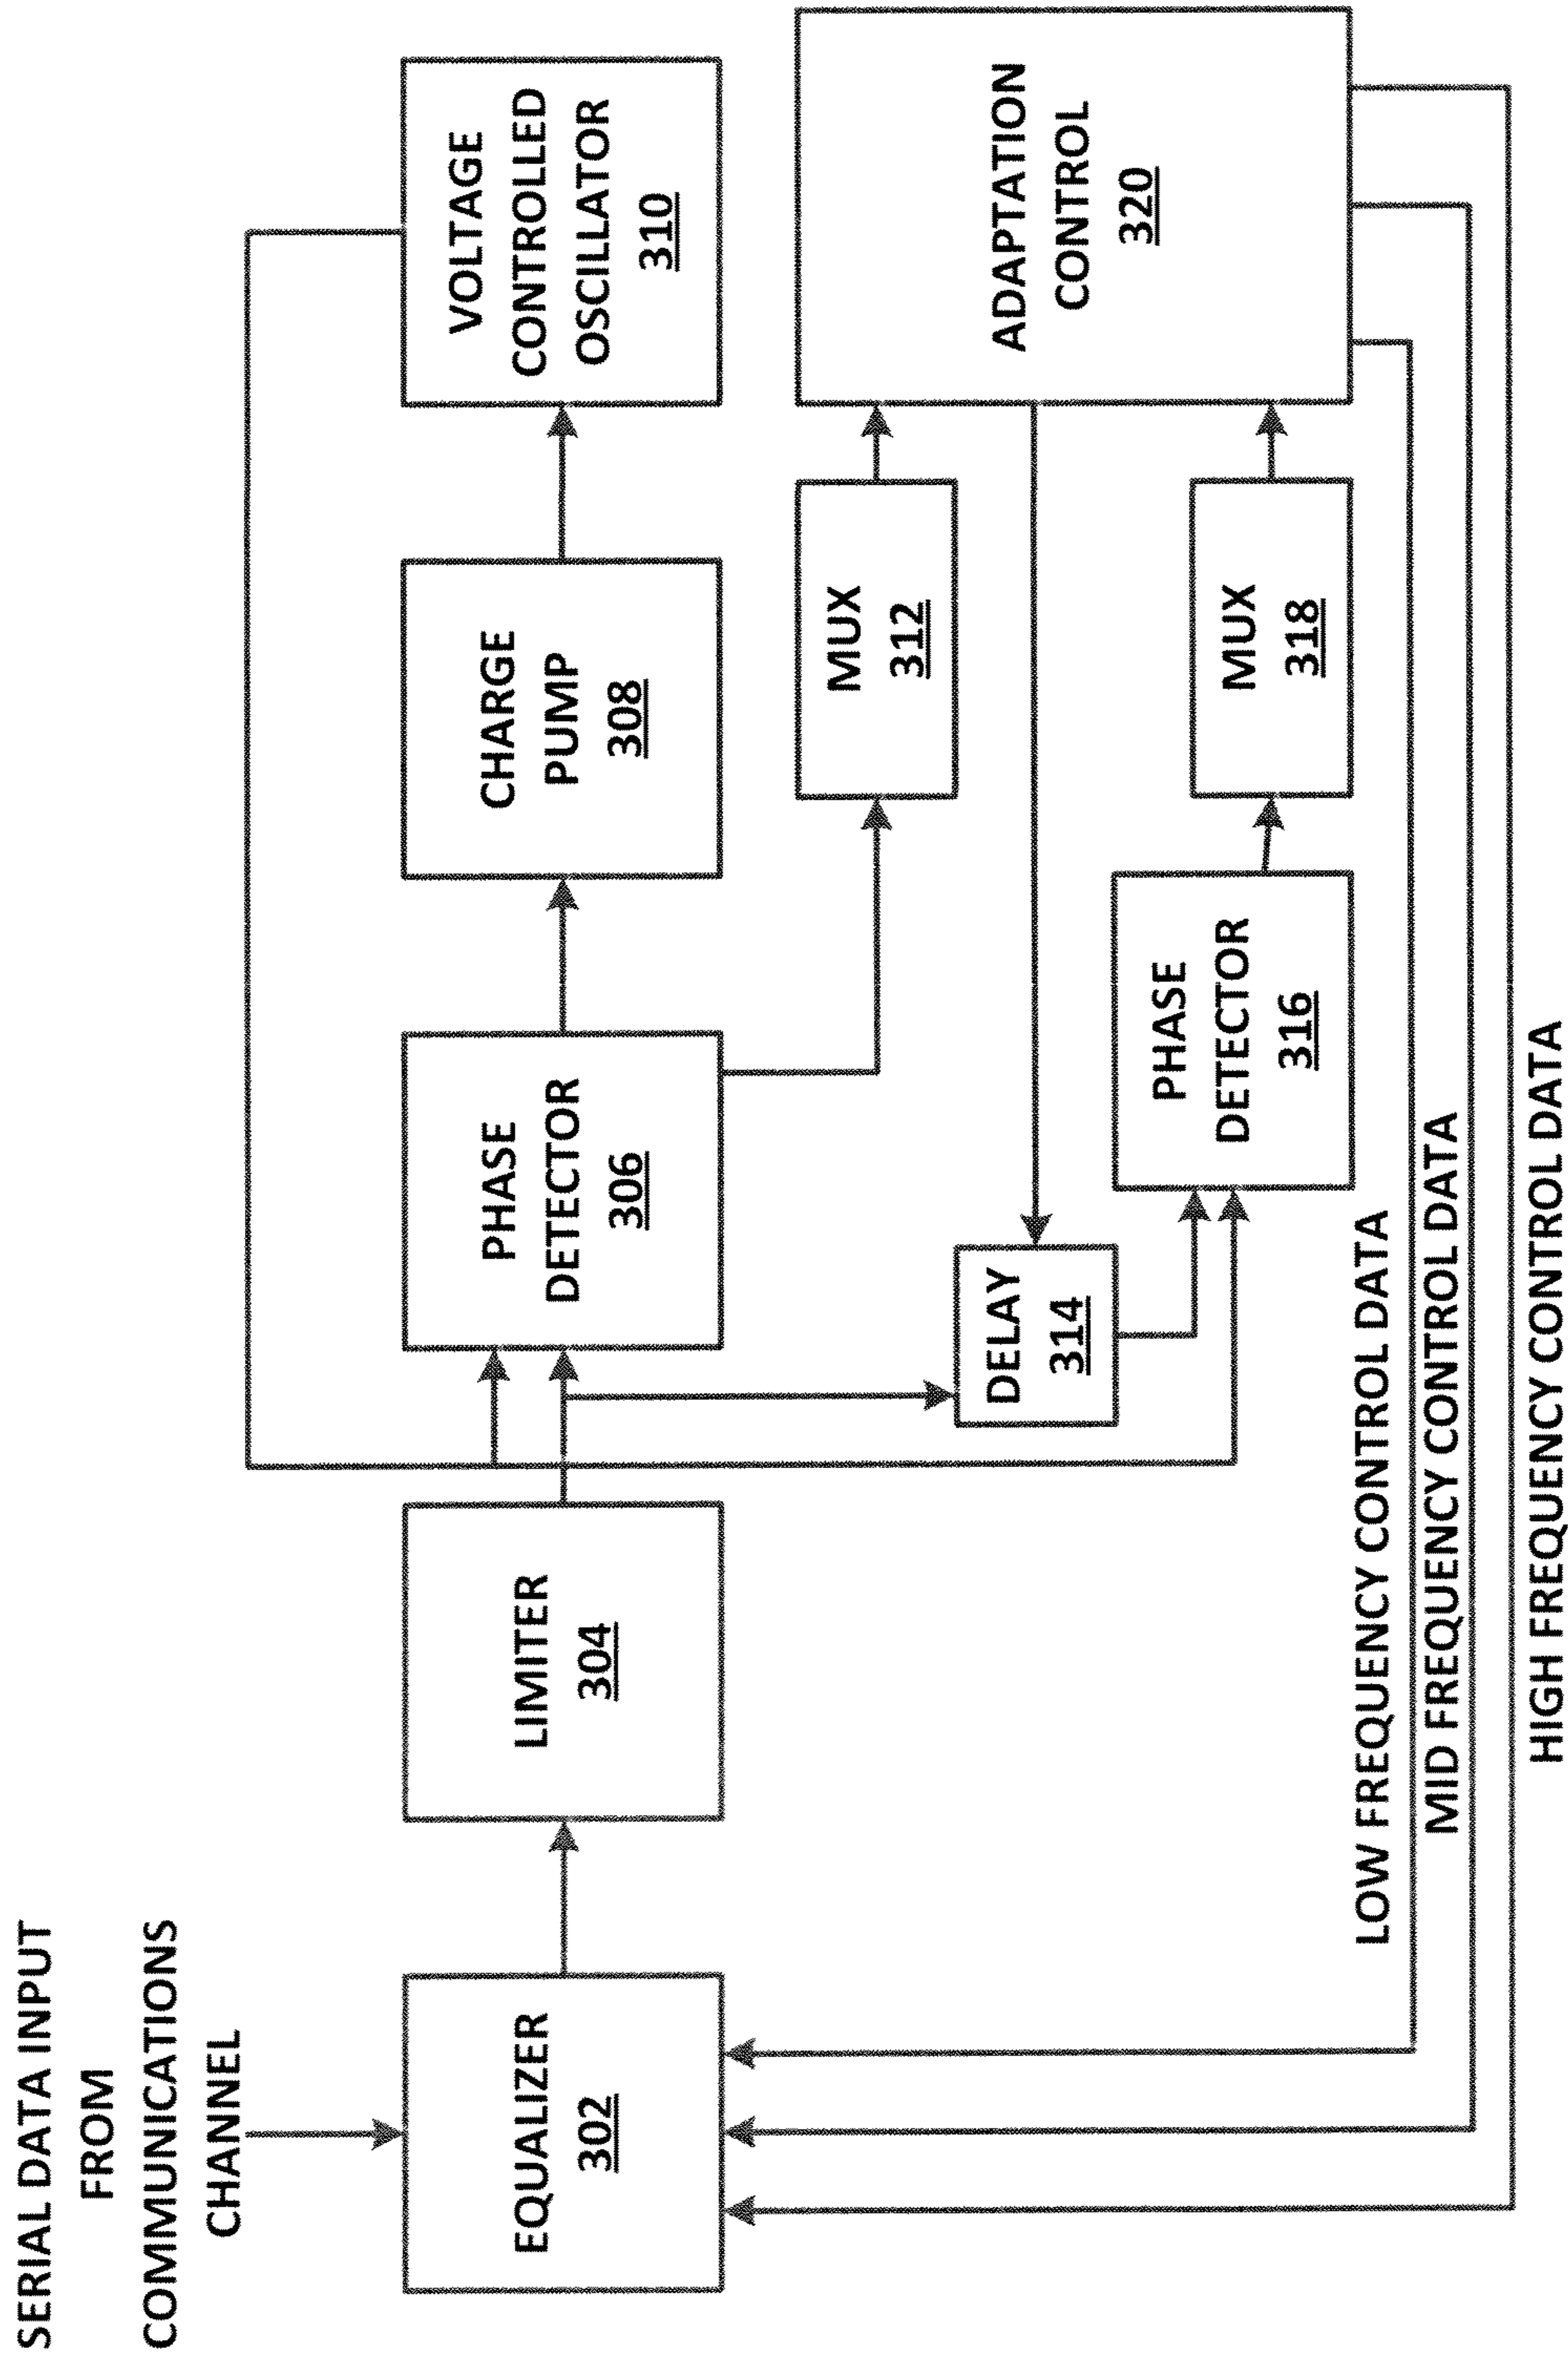 SERIAL DATA INPUT
FROM
COMMUNICATIONS
CHANNEL
EQUALIZER
302
LIMITER
304
PHASE
DETECTOR
306
CHARGE
PUMP
308
VOLTAGE
CONTROLLED
OSCILLATOR
310
MUX
312
DELAY
314
PHASE
DETECTOR
316
MUX
318
ADAPTATION
CONTROL
320
LOW FREQUENCY CONTROL DATA
MID FREQUENCY CONTROL DATA
HIGH FREQUENCY CONTROL DATA